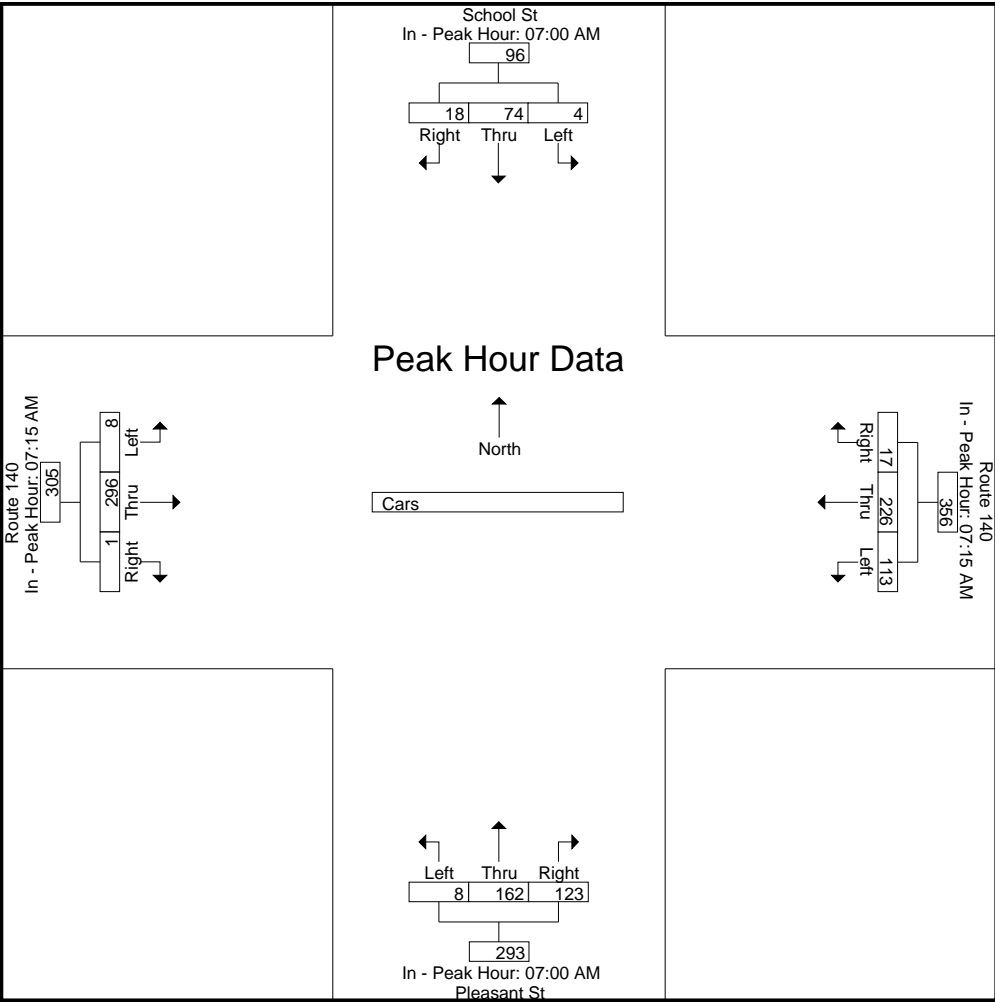 School St
In - Peak Hour: 07:00 AM
96
18 74 4
Right Thru Left
Peak Hour Data
North
Cars
Route 140
In - Peak Hour: 07:15 AM
305
8 296 1
Left Thru Right
Route 140
In - Peak Hour: 07:15 AM
356
17 226 113
Right Thru Left
Left Thru Right
8 162 123
293
In - Peak Hour: 07:00 AM
Pleasant St